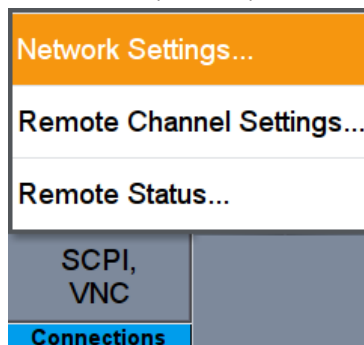 Network Settings...
Remote Channel Settings...
Remote Status...
SCPI,
VNC
Connections